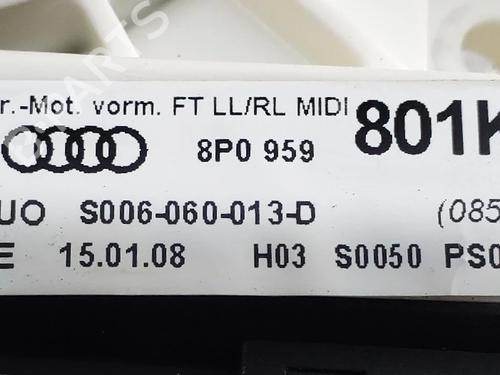 r.-Mot. vorm. FT LL/RL MIDI
8P0 959 801K
UO S006-060-013-D (085
E 15.01.08 H03 S0050 PS0